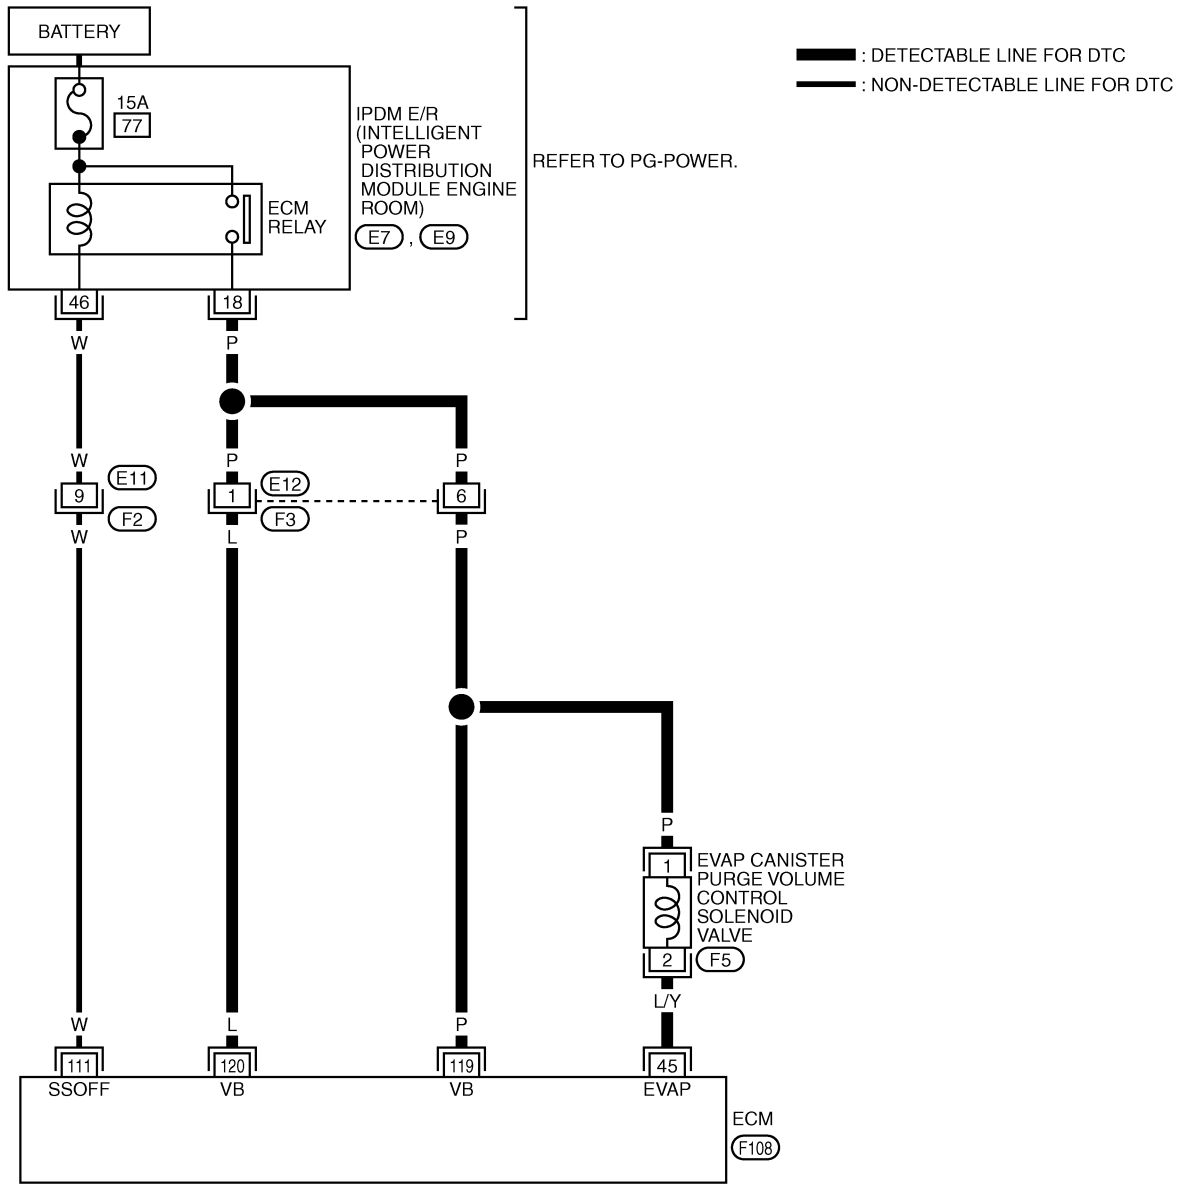 BATTERY
: DETECTABLE LINE FOR DTC
: NON-DETECTABLE LINE FOR DTC
15A
77
IPDM E/R
(INTELLIGENT
POWER
DISTRIBUTION
MODULE ENGINE
ROOM)
E7 , E9
REFER TO PG-POWER.
ECM
RELAY
46
18
W
P
W
P
P
9
E11
F2
1
E12
F3
6
W
L
P
P
1
EVAP CANISTER
PURGE VOLUME
CONTROL
SOLENOID
VALVE
2
F5
L/Y
W
L
P
111
120
119
45
SSOFF
VB
VB
EVAP
ECM
F108